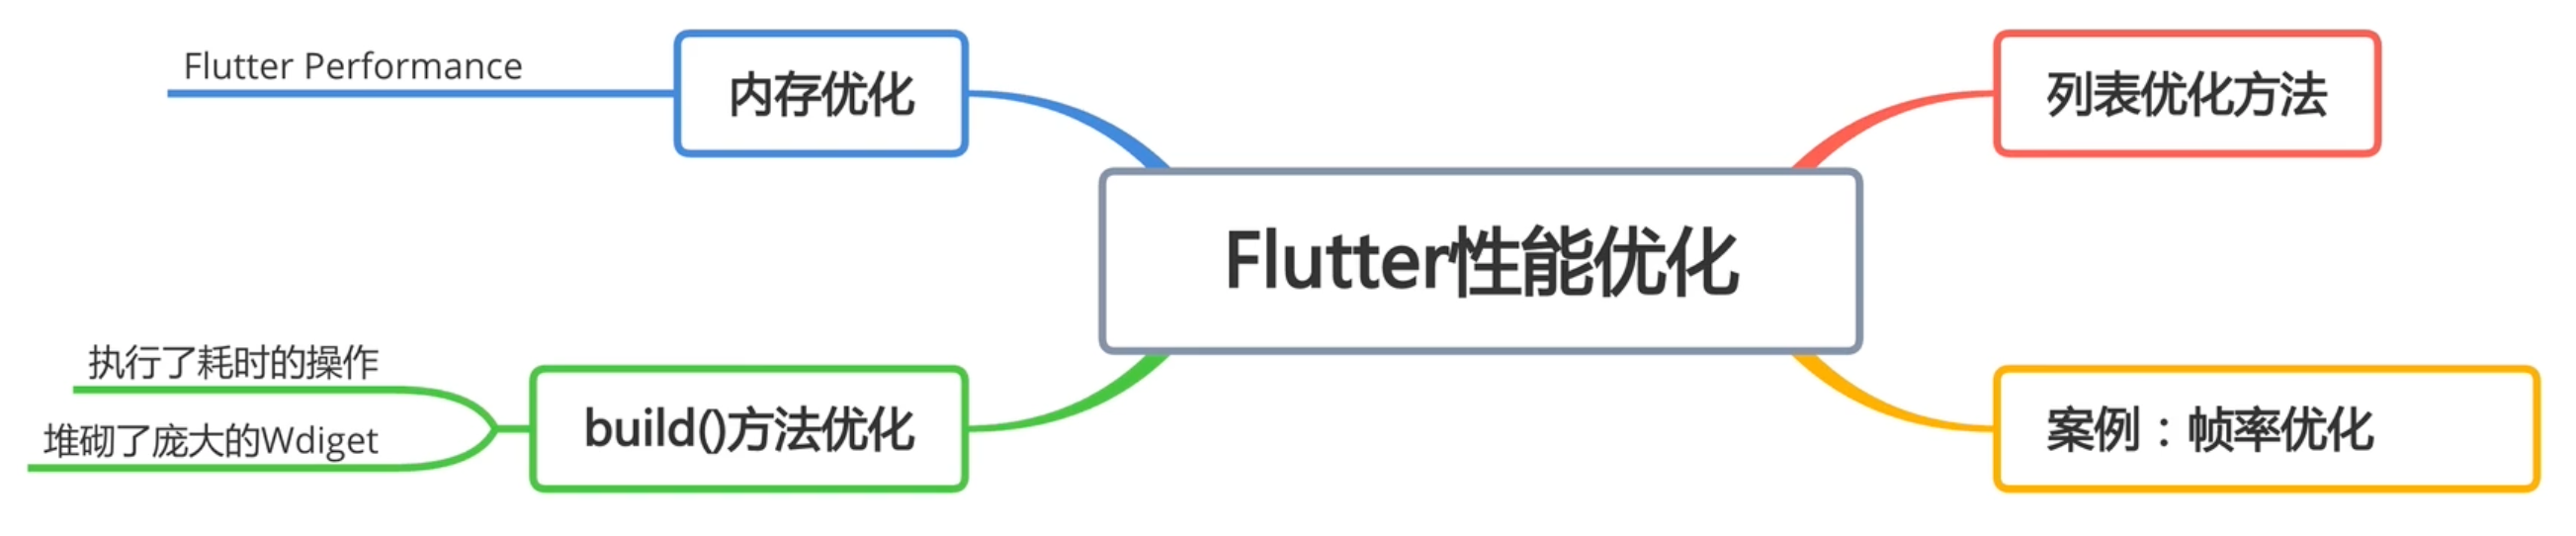 Flutter Performance
内存优化
列表优化方法
Flutter性能优化
执行了耗时的操作
堆砌了庞大的Wdiget
build()方法优化
案例：帧率优化